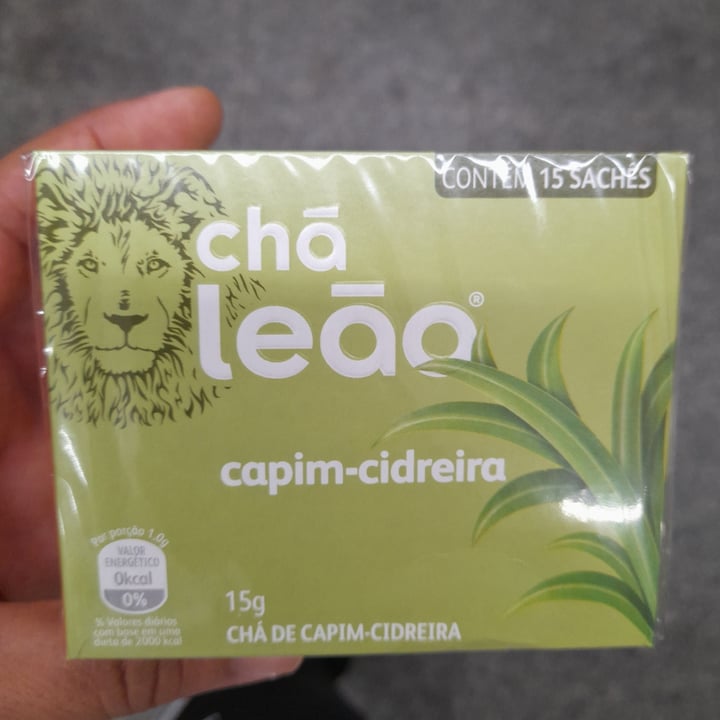 CONTÉM 15 SACHÊS
chá
leão®
capim-cidreira
Por porção 1,0g
VALOR
ENERGÉTICO
0kcal
0%
% Valores diários
com base em uma
dieta de 2000 kcal
15g
CHÁ DE CAPIM-CIDREIRA